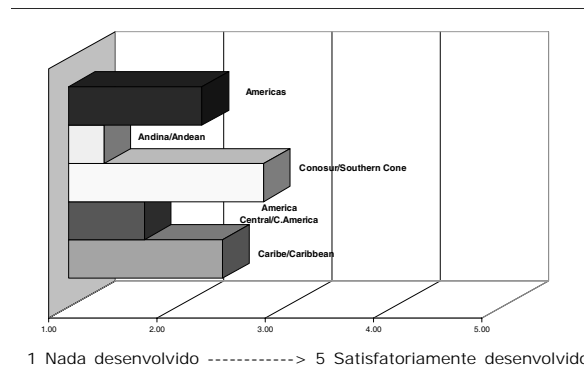 Americas
Andina/Andean
Conosur/Southern Cone
America
Central/C.America
Caribe/Caribbean
1.00 2.00 3.00 4.00 5.00
1 Nada desenvolvido ------------> 5 Satisfatoriamente desenvolvido